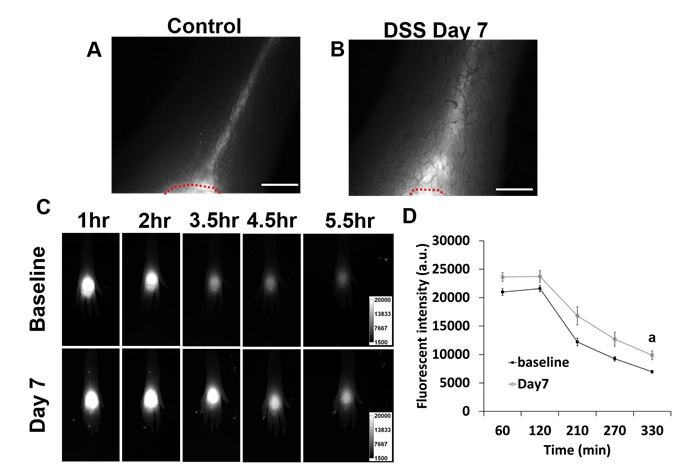 Control
DSS Day 7
A
B
C
1hr 2hr 3.5hr 4.5hr 5.5hr
Baseline
20000
13833
7667
1500
Day 7
20000
13833
7667
1500
D
Fluorescent intensity (a.u.)
30000
25000
20000
15000
10000
5000
0
a
baseline
Day7
60 120 210 270 330
Time (min)